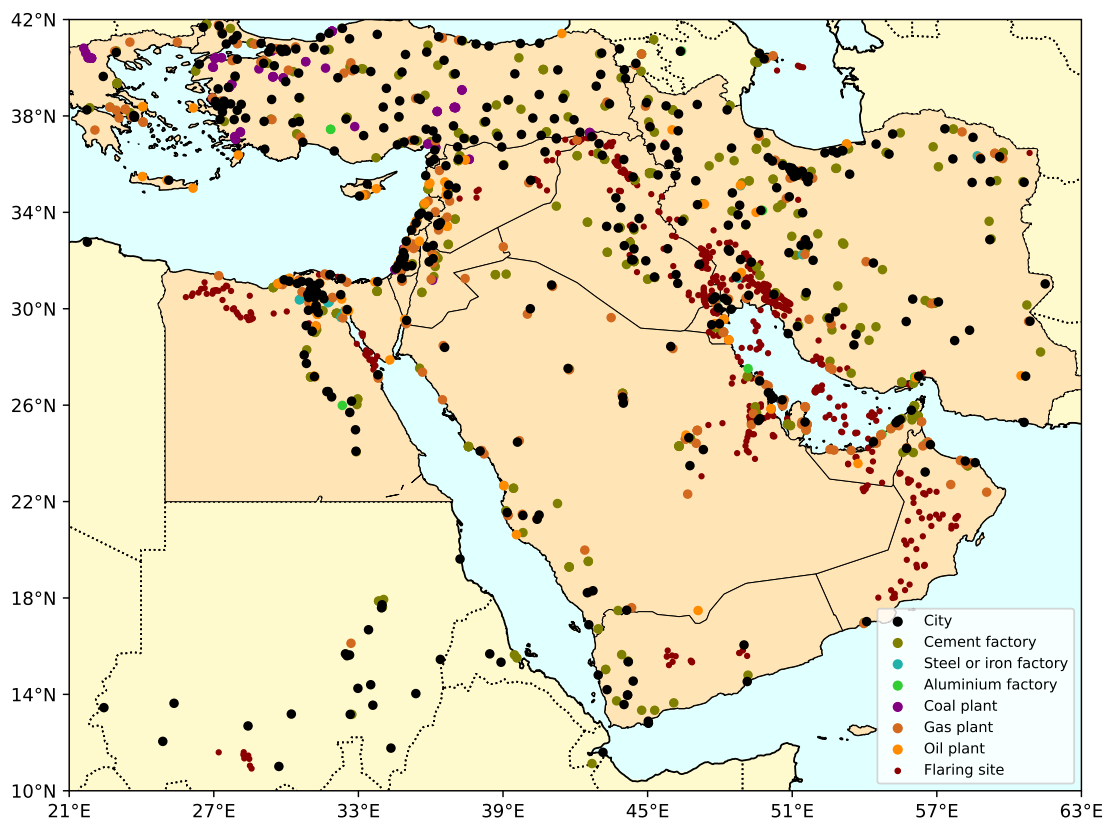 42°N
38°N
34°N
30°N
26°N
22°N
18°N
14°N
10°N
City
Cement factory
Steel or iron factory
Aluminium factory
Coal plant
Gas plant
Oil plant
Flaring site
21°E 27°E 33°E 39°E 45°E 51°E 57°E 63°E